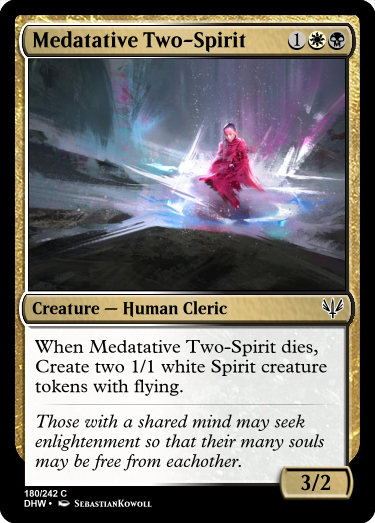 Medatative Two-Spirit 1
Creature — Human Cleric
When Medatative Two-Spirit dies,
Create two 1/1 white Spirit creature
tokens with flying.
Those with a shared mind may seek
enlightenment so that their many souls
may be free from eachother.
3/2
180/242 C
DHW • SebastianKowoll